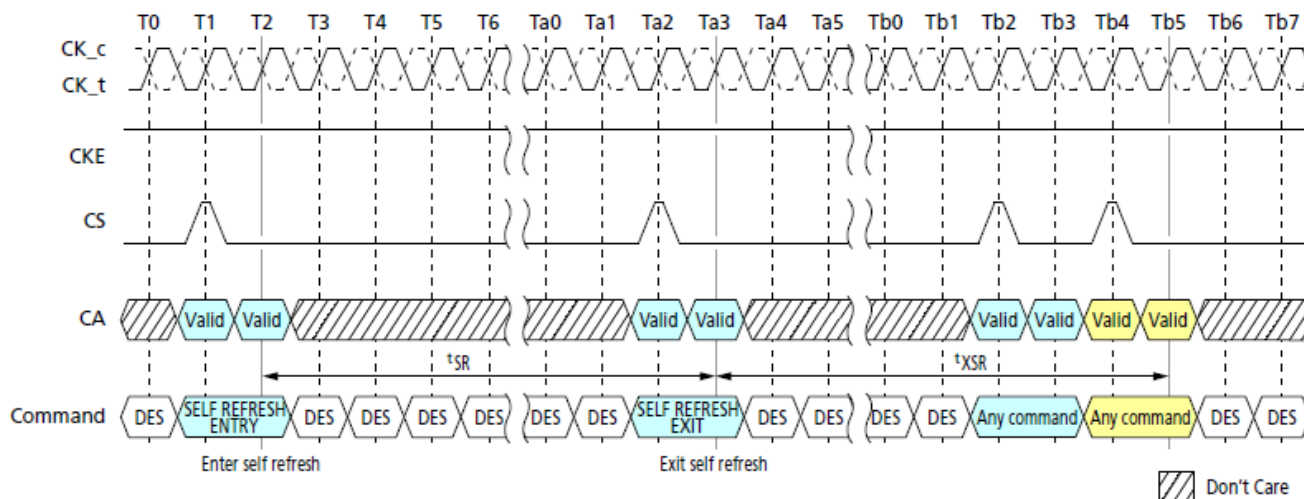 T0 T1 T2 T3 T4 T5 T6 Ta0 Ta1 Ta2 Ta3 Ta4 Ta5 Tb0 Tb1 Tb2 Tb3 Tb4 Tb5 Tb6 Tb7
CK_c
CK_t
CKE
CS
CA Valid Valid Valid Valid Valid Valid Valid Valid
tSR tXSR
Command DES SELF REFRESH ENTRY DES DES DES DES DES DES SELF REFRESH EXIT DES DES DES DES Any command Any command DES DES
Enter self refresh Exit self refresh
Don't Care